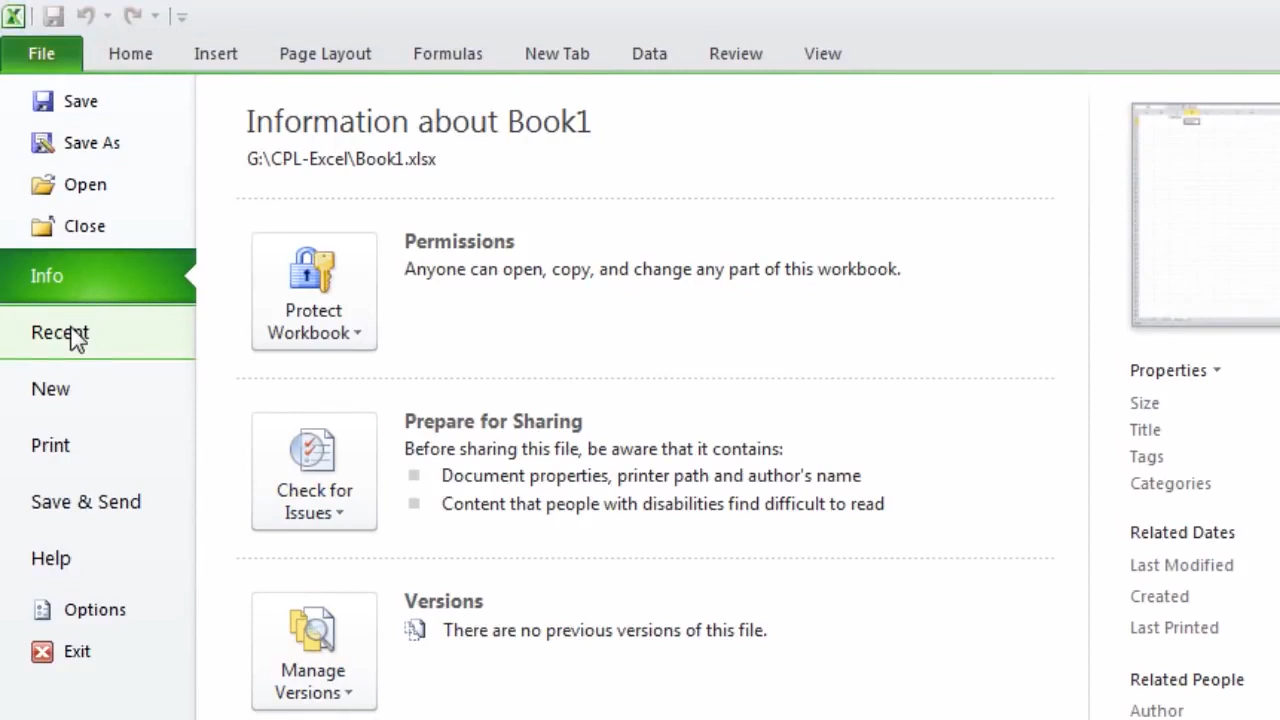 File Home Insert Page Layout Formulas New Tab Data Review View
Save
Save As
Open
Close
Info
Recent
New
Print
Save & Send
Help
Options
Exit
Information about Book1
G:\CPL-Excel\Book1.xlsx
Protect
Workbook
Permissions
Anyone can open, copy, and change any part of this workbook.
Check for
Issues
Prepare for Sharing
Before sharing this file, be aware that it contains:
Document properties, printer path and author's name
Content that people with disabilities find difficult to read
Manage
Versions
Versions
There are no previous versions of this file.
Properties
Size
Title
Tags
Categories
Related Dates
Last Modified
Created
Last Printed
Related People
Author